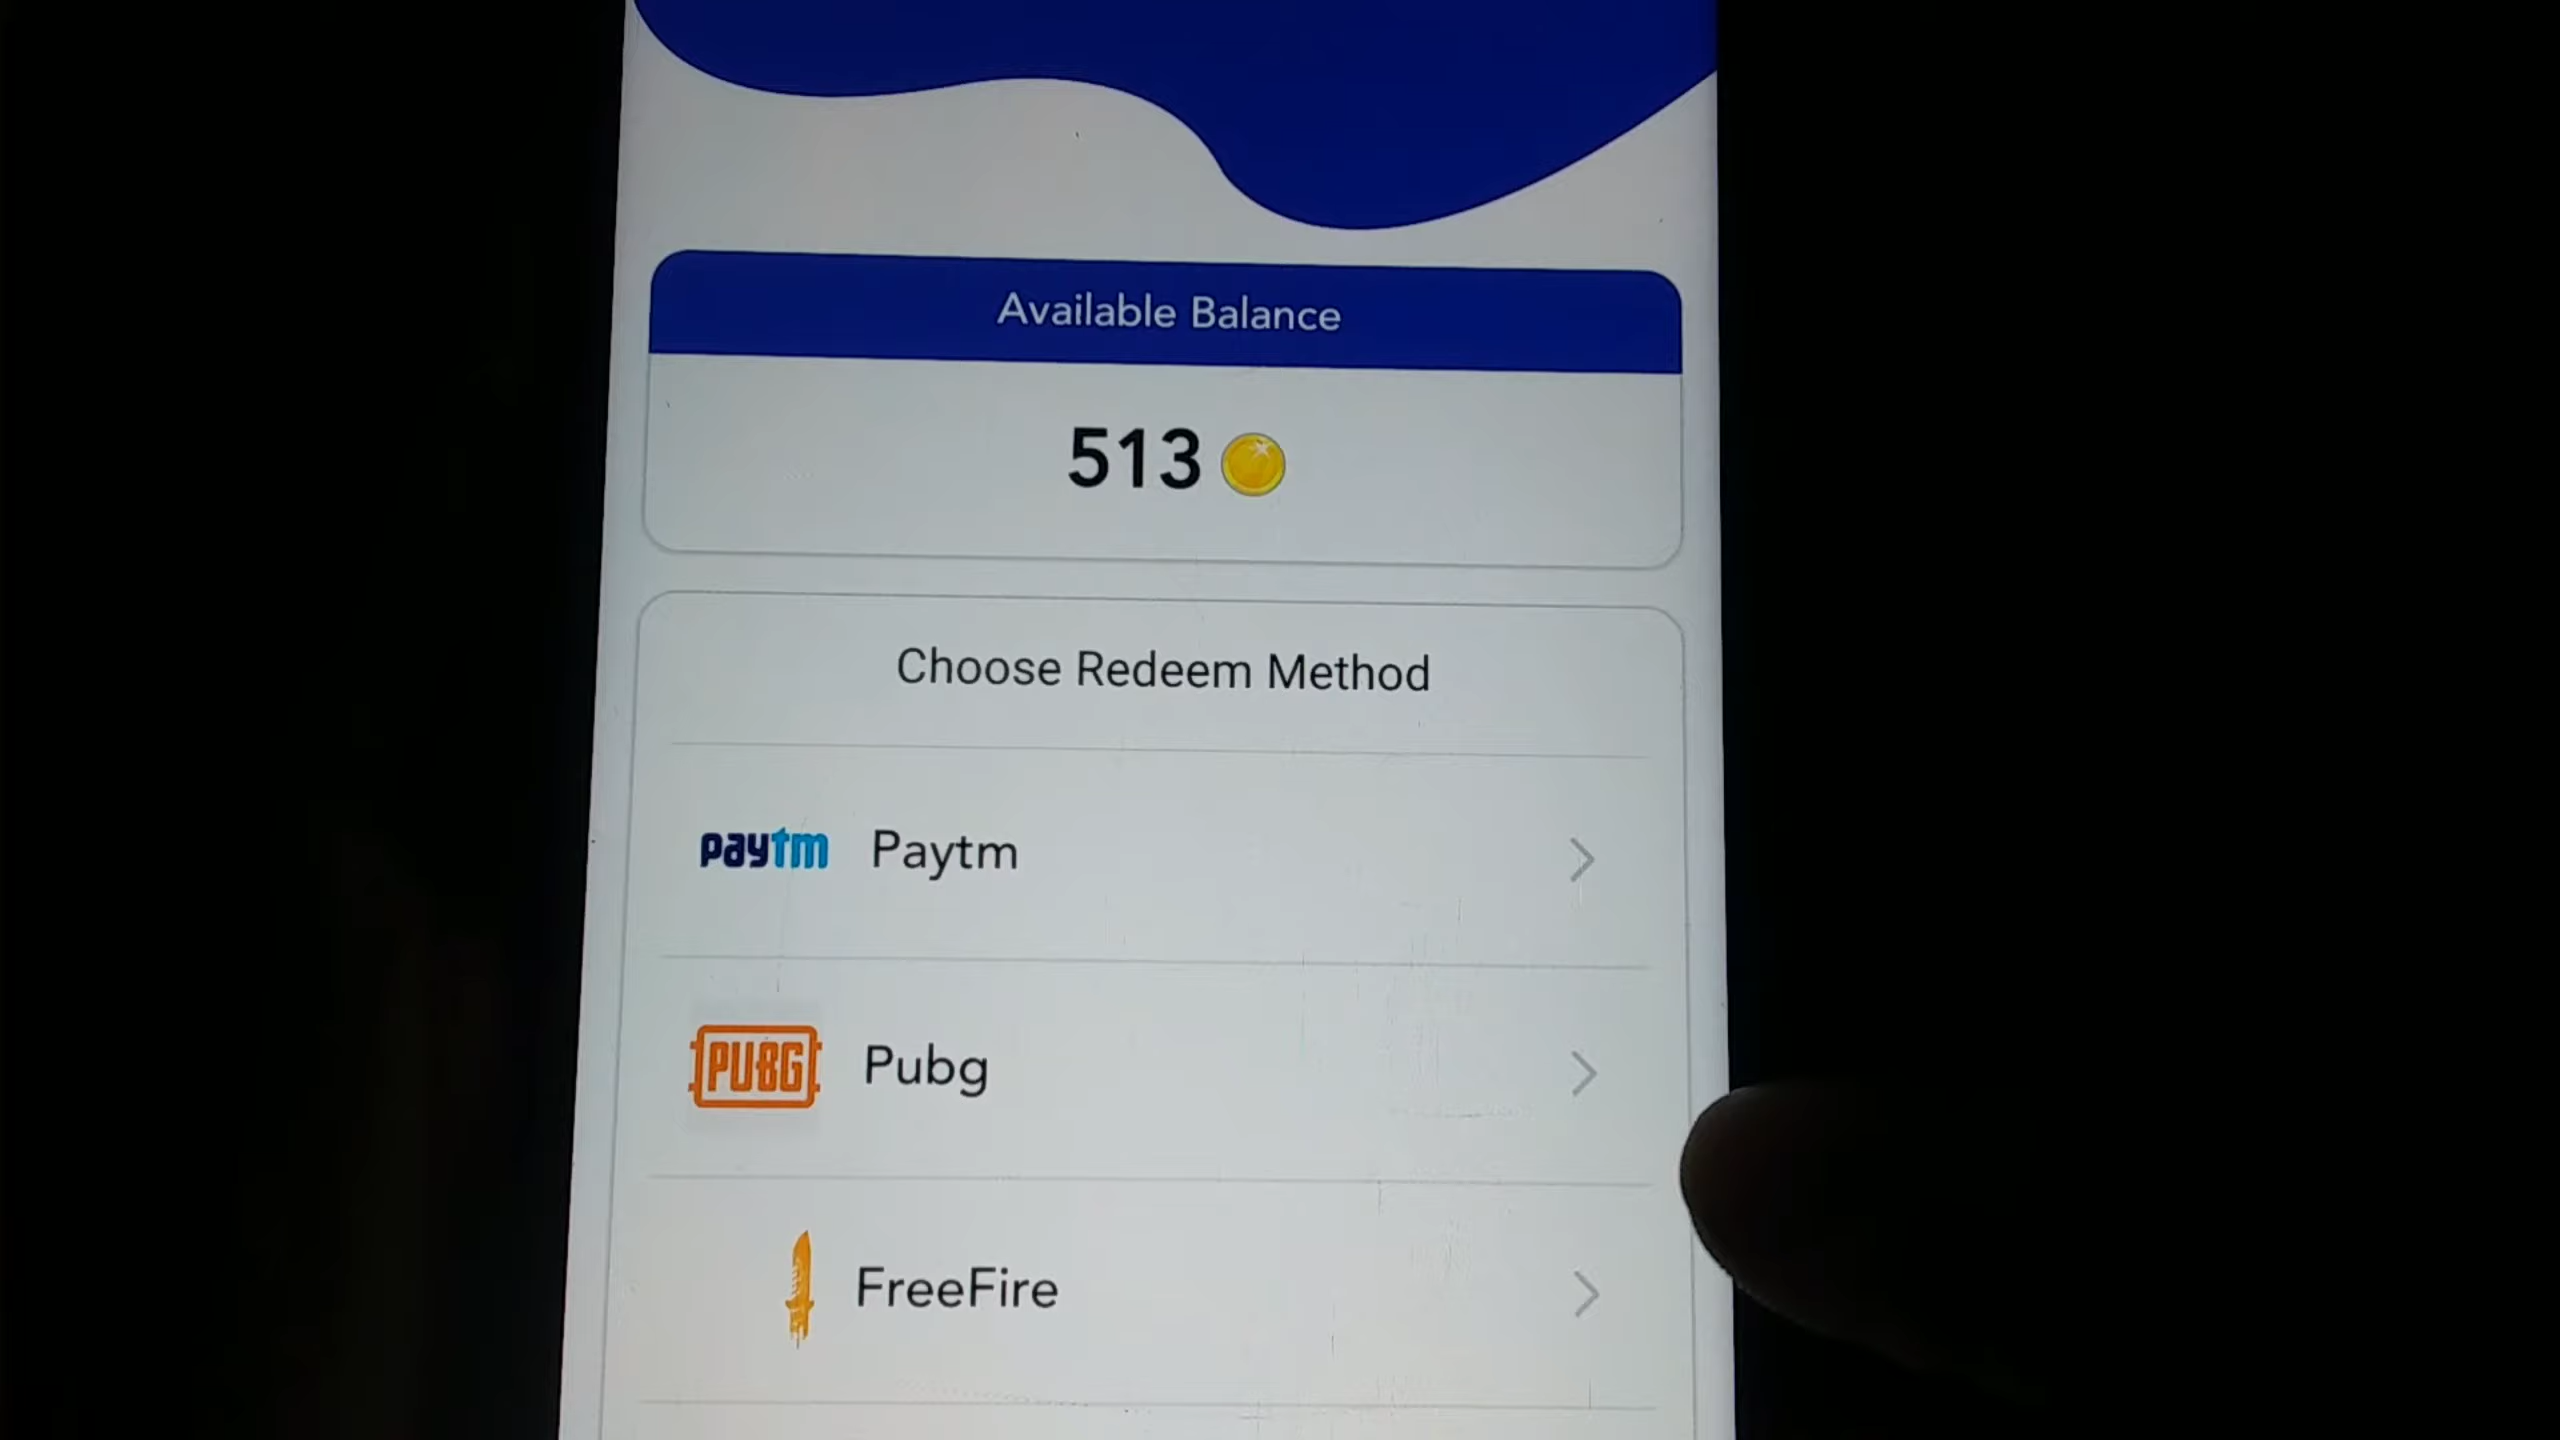 Available Balance
513
Choose Redeem Method
paytm Paytm
PUBG Pubg
FreeFire